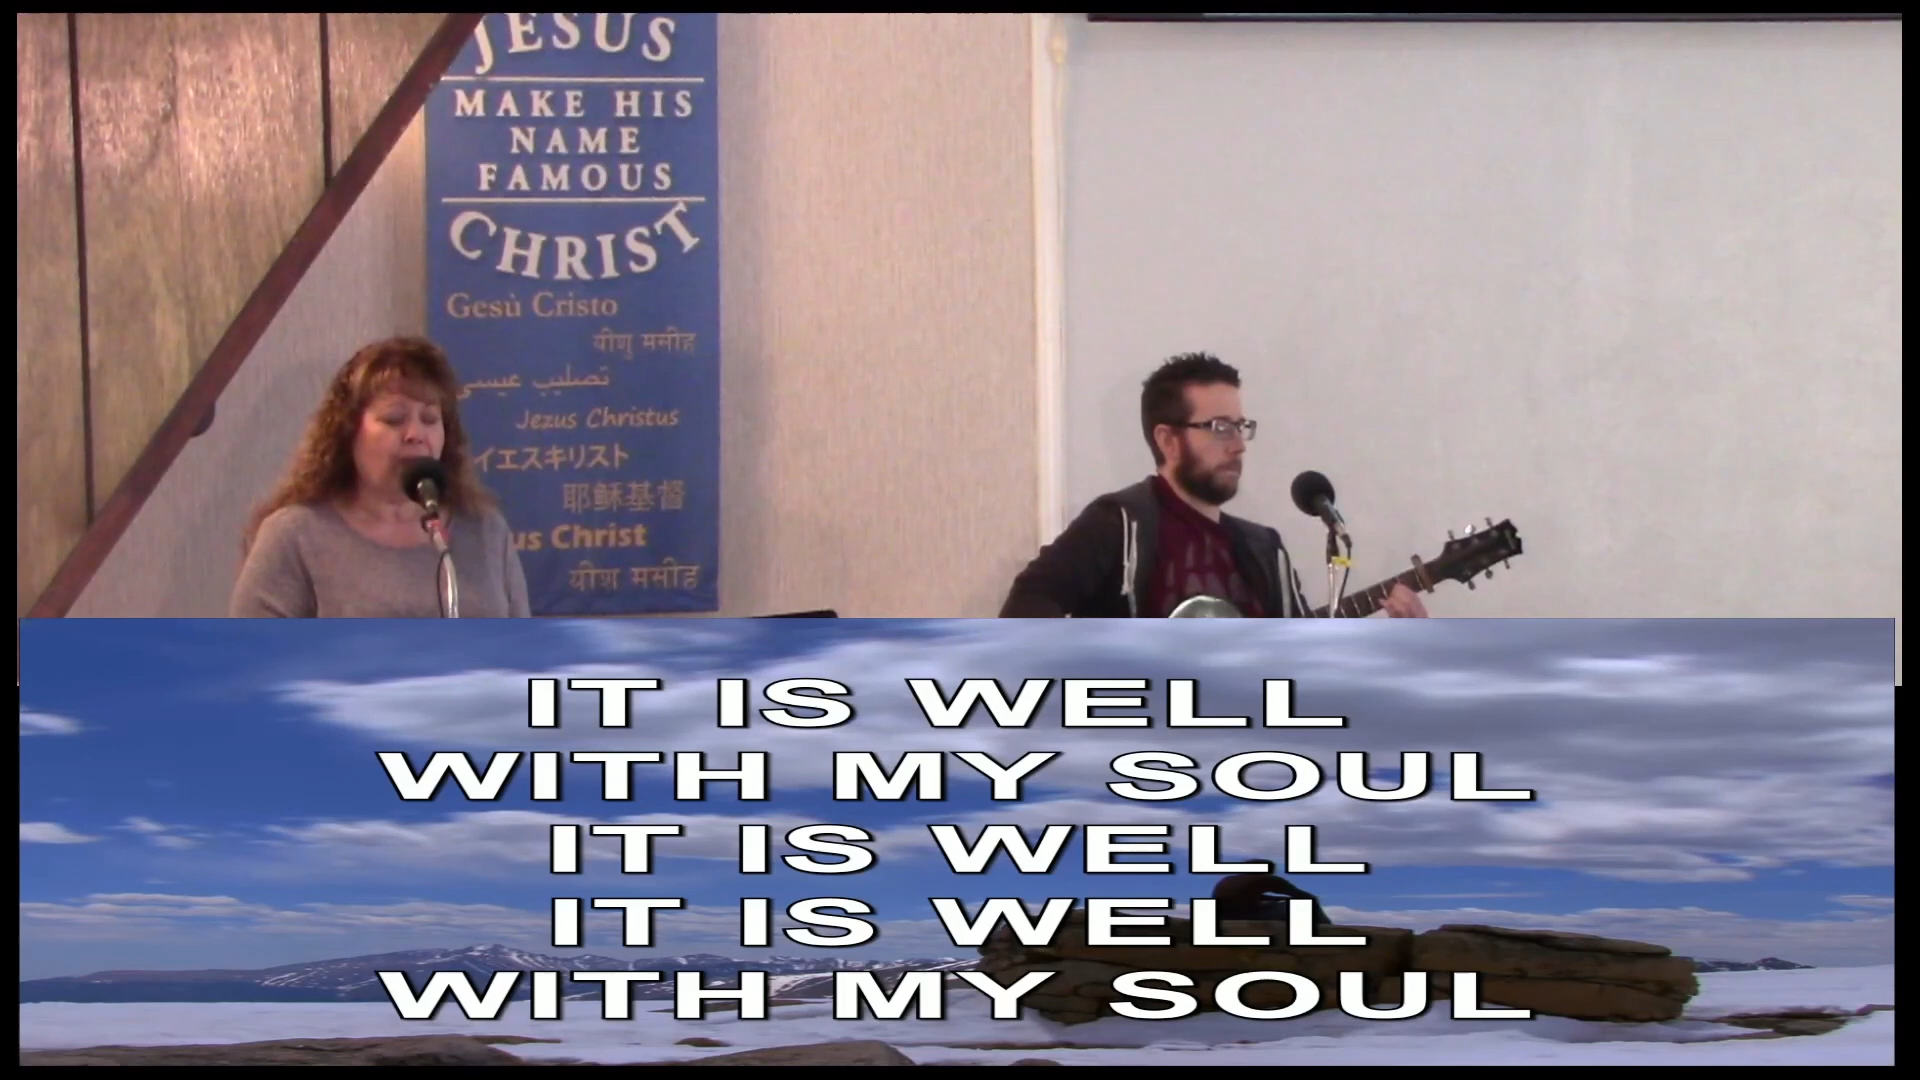 JESUS
MAKE HIS
NAME
FAMOUS
CHRIST
Gesù Cristo
यीशु मसीह
تصليب عيسى
Jezus Christus
イエスキリスト
耶稣基督
us Christ
यीशु मसीह
IT IS WELL
WITH MY SOUL
IT IS WELL
IT IS WELL
WITH MY SOUL